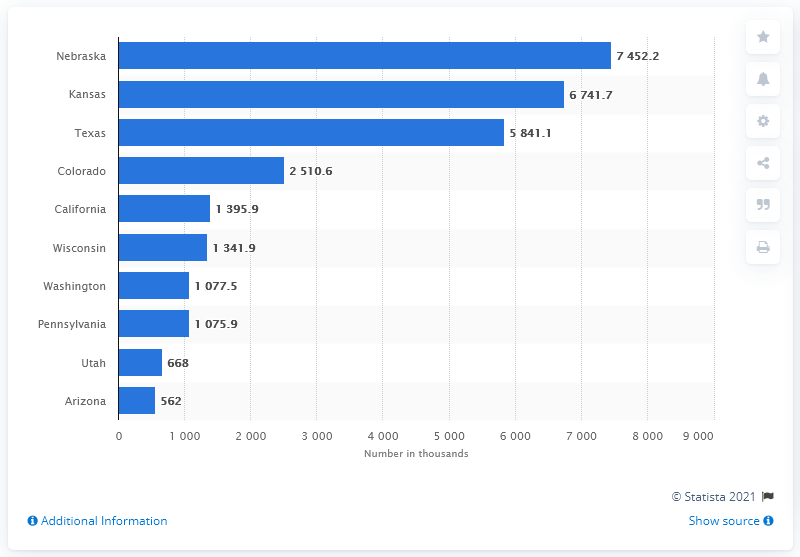 Nebraska 7 452.2
Kansas 6 741.7
Texas 5 841.1
Colorado 2 510.6
California 1 395.9
Wisconsin 1 341.9
Washington 1 077.5
Pennsylvania 1 075.9
Utah 668
Arizona 562
0 1 000 2 000 3 000 4 000 5 000 6 000 7 000 8 000 9 000
Number in thousands
© Statista 2021
Additional Information Show source